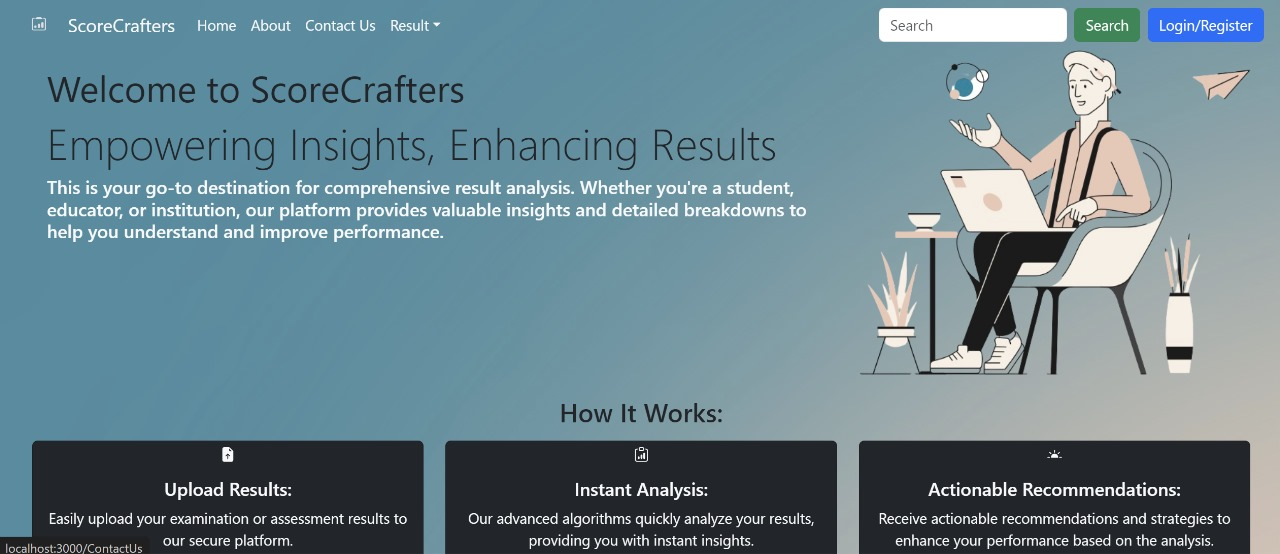 ScoreCrafters Home About Contact Us Result Search Search Login/Register
Welcome to ScoreCrafters
Empowering Insights, Enhancing Results
This is your go-to destination for comprehensive result analysis. Whether you're a student,
educator, or institution, our platform provides valuable insights and detailed breakdowns to
help you understand and improve performance.
How It Works:
Upload Results:
Easily upload your examination or assessment results to
our secure platform.
Instant Analysis:
Our advanced algorithms quickly analyze your results,
providing you with instant insights.
Actionable Recommendations:
Receive actionable recommendations and strategies to
enhance your performance based on the analysis.
localhost:3000/ContactUs